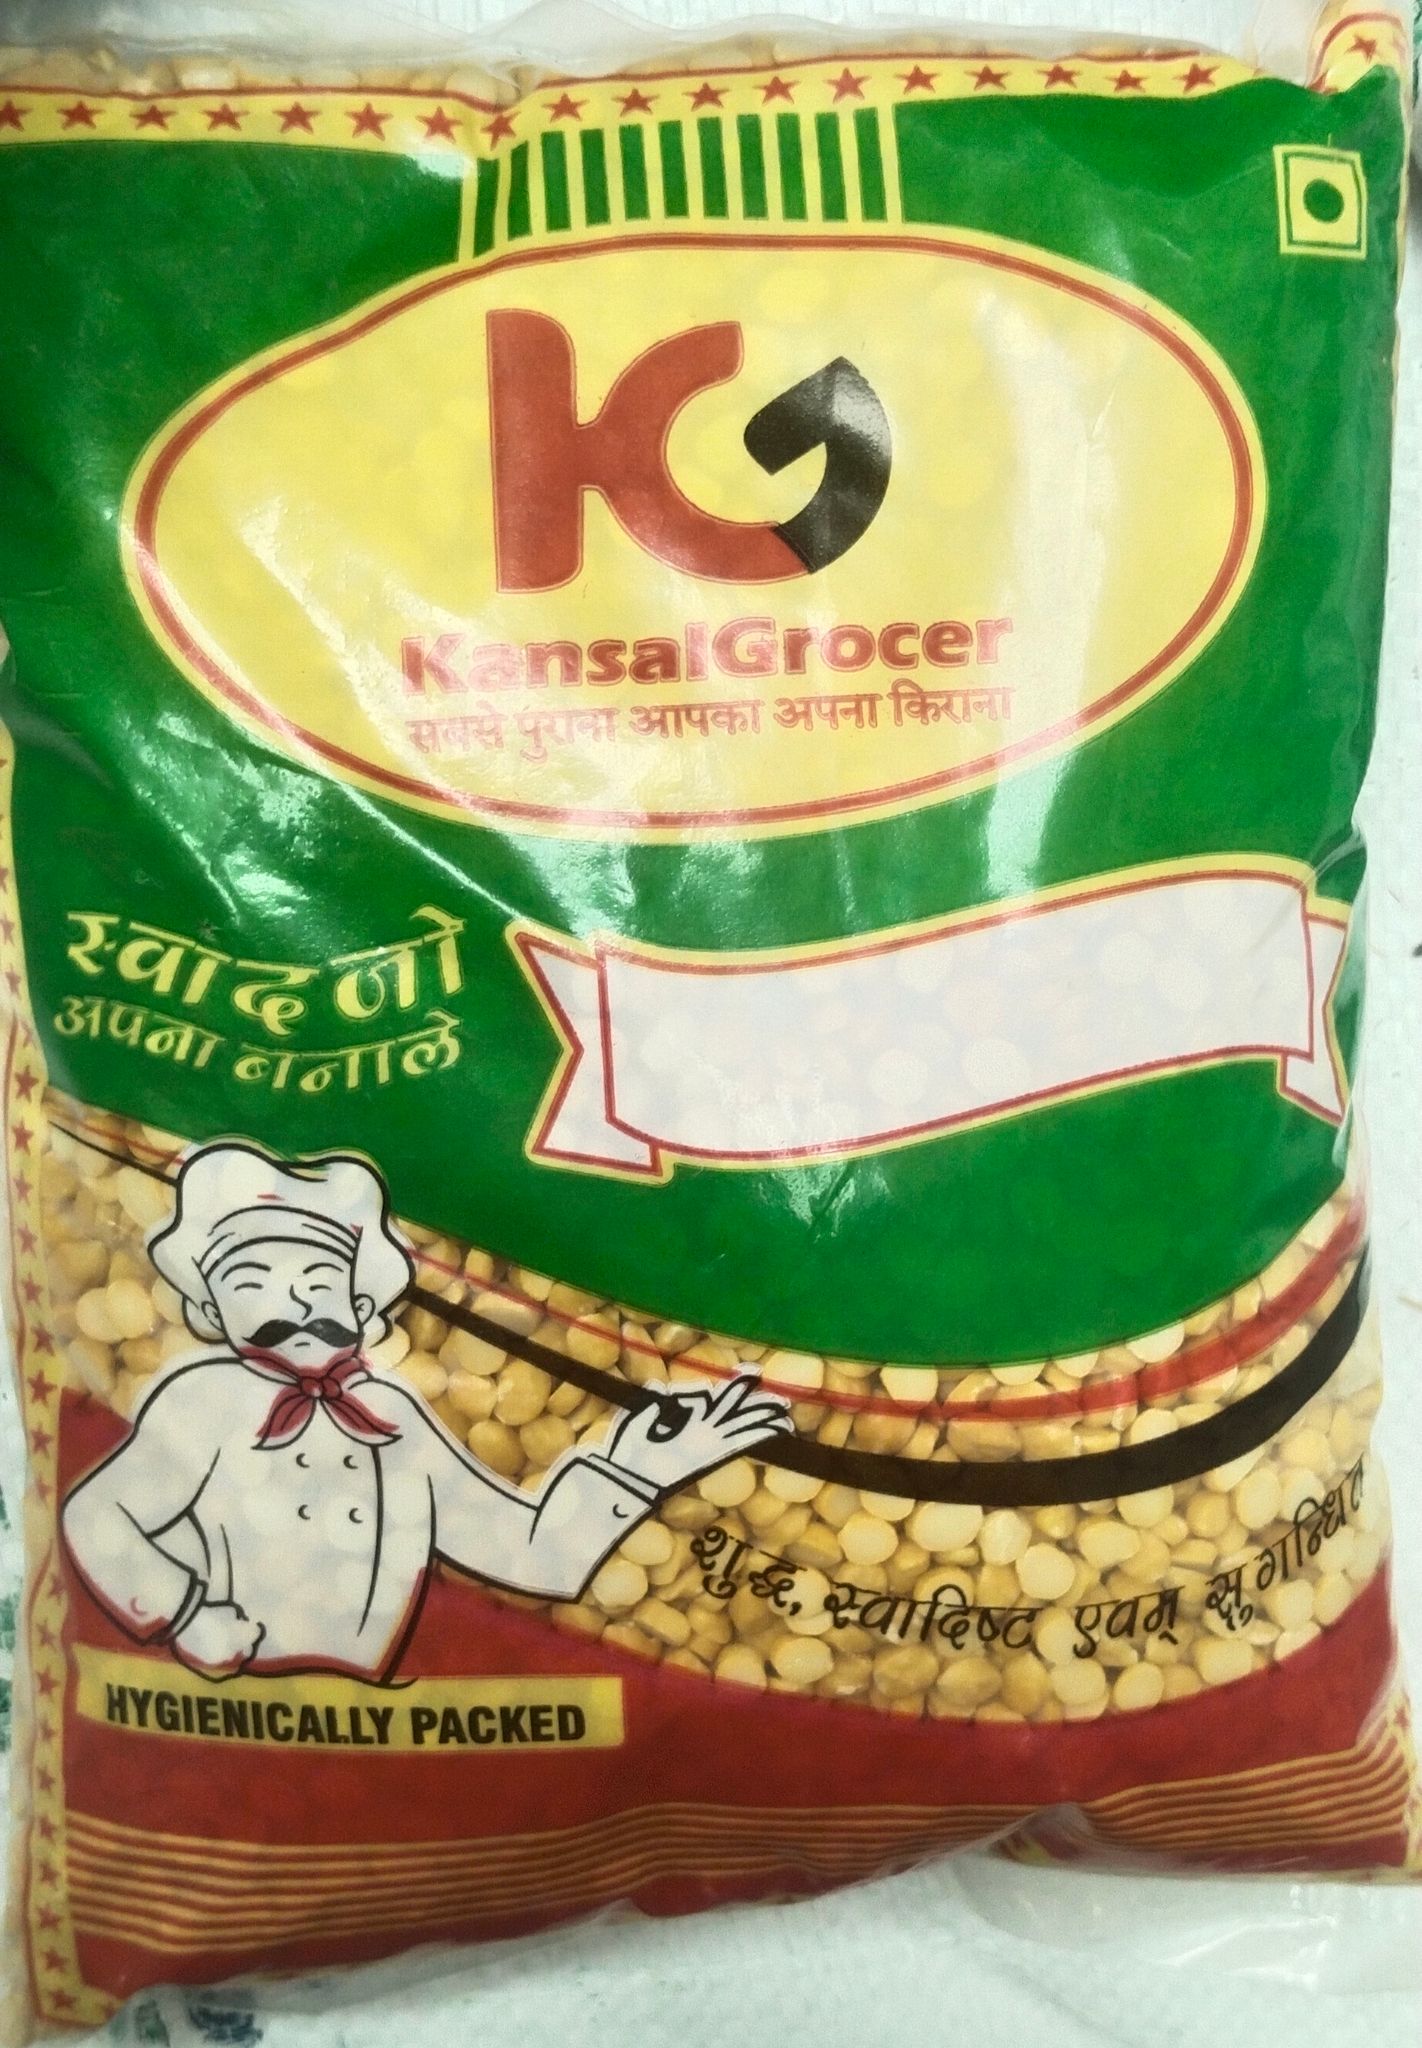 KG
KansalGrocer
सबसे पुराना आपका अपना किराना
स्वाद जो
अपना बनाले
शुद्ध, स्वादिष्ट एवम् सुगन्धित
HYGIENICALLY PACKED